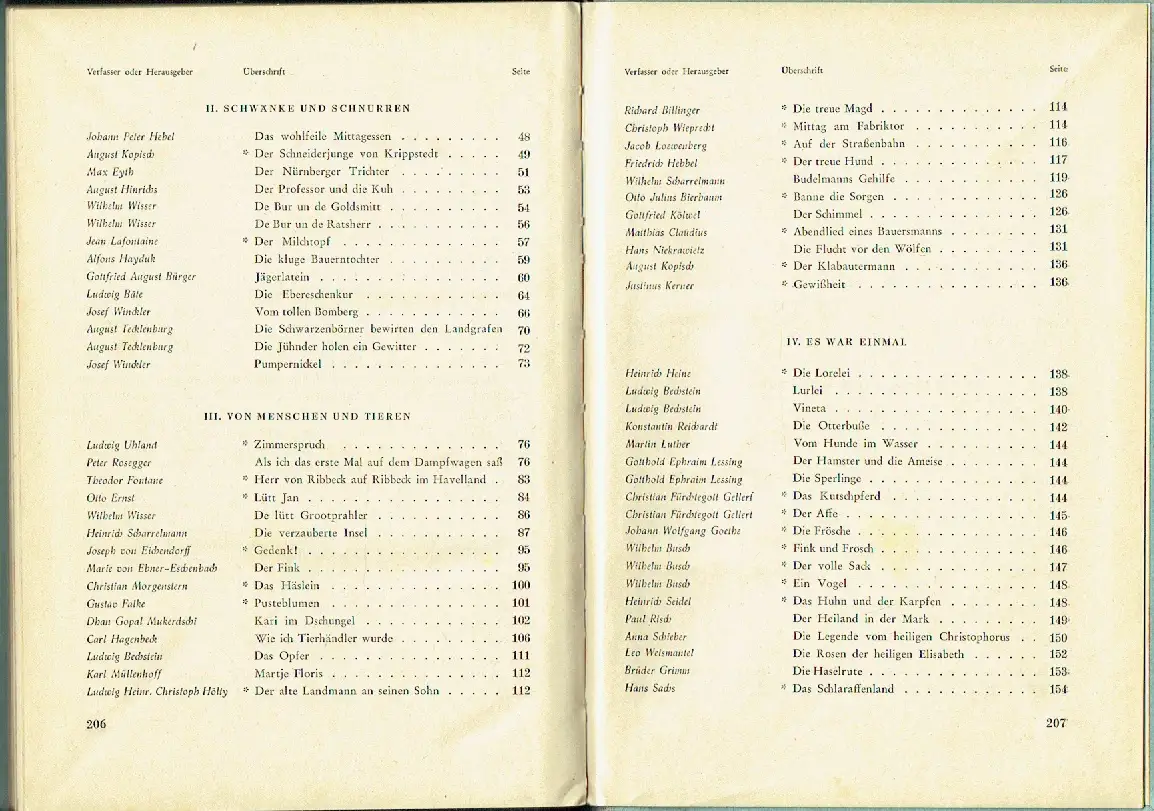 Verfasser oder Herausgeber Überschrift Seite
II. SCHWÄNKE UND SCHNURREN
Johann Peter Hebel Das wohlfeile Mittagessen . . . . . . . . . 48
August Kopisch * Der Schneiderjunge von Krippstedt . . . . . 49
Max Eyth Der Nürnberger Trichter . . . . . . . . . 51
August Hinrichs Der Professor und die Kuh . . . . . . . . . 53
Wilhelm Wisser De Bur un de Goldsmitt . . . . . . . . . . 54
Wilhelm Wisser De Bur un de Ratsherr . . . . . . . . . . . 56
Jean Lafontaine * Der Milchtopf . . . . . . . . . . . . . 57
Alfons Hayduk Die kluge Bauerntochter . . . . . . . . . . 59
Gottfried August Bürger Jägerlatein . . . . . . . . . . . . . . . 60
Ludwig Bäte Die Ebereschenkur . . . . . . . . . . . 64
Josef Winckler Vom tollen Bomberg . . . . . . . . . . . 66
August Tecklenburg Die Schwarzenbörner bewirten den Landgrafen 70
August Tecklenburg Die Jühnder holen ein Gewitter . . . . . . . 72
Josef Winckler Pumpernickel . . . . . . . . . . . . . . 73
III. VON MENSCHEN UND TIEREN
Ludwig Uhland * Zimmerspruch . . . . . . . . . . . . . 76
Peter Rosegger Als ich das erste Mal auf dem Dampfwagen saß 76
Theodor Fontane * Herr von Ribbeck auf Ribbeck im Havelland . 83
Otto Ernst * Lütt Jan . . . . . . . . . . . . . . . 84
Wilhelm Wisser De lütt Grootprahler . . . . . . . . . . . 86
Heinrich Scharrelmann Die verzauberte Insel . . . . . . . . . . . 87
Joseph von Eichendorff * Gedenk! . . . . . . . . . . . . . . . 95
Marie von Ebner-Eschenbach Der Fink . . . . . . . . . . . . . . . 95
Christian Morgenstern * Das Häslein . . . . . . . . . . . . . 100
Gustav Falke * Pusteblumen . . . . . . . . . . . . . . 101
Dhan Gopal Mukerdschi Kari im Dschungel . . . . . . . . . . . 102
Carl Hagenbeck Wie ich Tierhändler wurde . . . . . . . . . 106
Ludwig Bechstein Das Opfer . . . . . . . . . . . . . . . 111
Karl Müllenhoff Martje Floris . . . . . . . . . . . . . . 112
Ludwig Heinr. Christoph Hölty * Der alte Landmann an seinen Sohn . . . . . 112
206
Verfasser oder Herausgeber Überschrift Seite
Richard Billinger * Die treue Magd . . . . . . . . . . . . . 114
Christoph Wieprecht * Mittag am Fabriktor . . . . . . . . . . . 114
Jacob Loewenberg * Auf der Straßenbahn . . . . . . . . . . . 116
Friedrich Hebbel * Der treue Hund . . . . . . . . . . . . . 117
Wilhelm Scharrelmann Budelmanns Gehilfe . . . . . . . . . . . . 119
Otto Julius Bierbaum * Banne die Sorgen . . . . . . . . . . . . 126
Gottfried Kölwel Der Schimmel . . . . . . . . . . . . . . 126
Matthias Claudius * Abendlied eines Bauersmanns . . . . . . . . 131
Hans Niekrawietz Die Flucht vor den Wölfen . . . . . . . . . 131
August Kopisch * Der Klabautermann . . . . . . . . . . . 136
Justinus Kerner * Gewißheit . . . . . . . . . . . . . . . 136
IV. ES WAR EINMAL
Heinrich Heine * Die Lorelei . . . . . . . . . . . . . . . 138
Ludwig Bechstein Lurlei . . . . . . . . . . . . . . . . . 138
Ludwig Bechstein Vineta . . . . . . . . . . . . . . . . . 140
Konstantin Reichardt Die Otterbuße . . . . . . . . . . . . . . 142
Martin Luther Vom Hunde im Wasser . . . . . . . . . . 144
Gotthold Ephraim Lessing Der Hamster und die Ameise . . . . . . . . 144
Gotthold Ephraim Lessing Die Sperlinge . . . . . . . . . . . . . . 144
Christian Fürchtegott Gellert * Das Kutschpferd . . . . . . . . . . . . 144
Christian Fürchtegott Gellert * Der Affe . . . . . . . . . . . . . . . . 145
Johann Wolfgang Goethe * Die Frösche . . . . . . . . . . . . . . . 146
Wilhelm Busch * Fink und Frosch . . . . . . . . . . . . . 146
Wilhelm Busch * Der volle Sack . . . . . . . . . . . . . 147
Wilhelm Busch * Ein Vogel . . . . . . . . . . . . . . . 148
Heinrich Seidel * Das Huhn und der Karpfen . . . . . . . . 148
Paul Risch Der Heiland in der Mark . . . . . . . . . 149
Anna Schieber Die Legende vom heiligen Christophorus . . 150
Leo Weismantel Die Rosen der heiligen Elisabeth . . . . . . 152
Brüder Grimm Die Haselrute . . . . . . . . . . . . . . 153
Hans Sachs * Das Schlaraffenland . . . . . . . . . . . 154
207